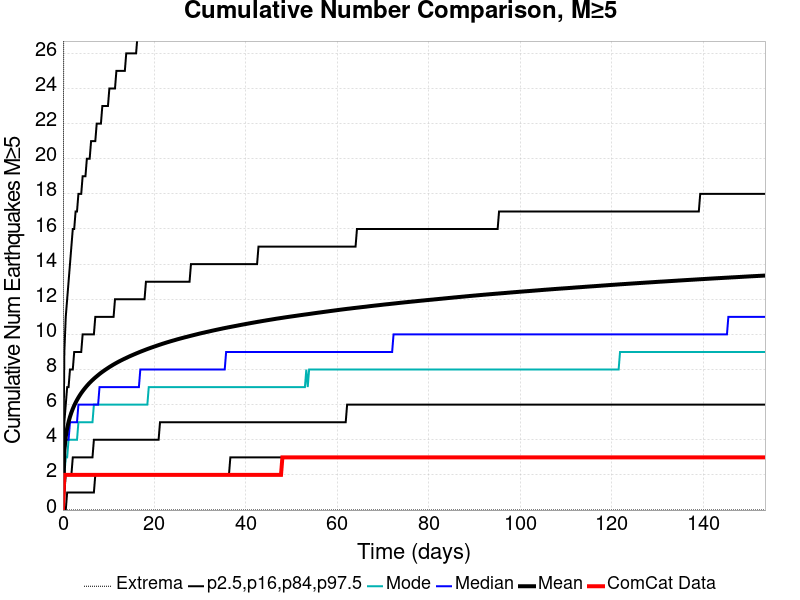 Cumulative Number Comparison, M≥5
Cumulative Num Earthquakes M≥5
26
24
22
20
18
16
14
12
10
8
6
4
2
0
0 20 40 60 80 100 120 140
Time (days)
Extrema p2.5,p16,p84,p97.5 Mode Median Mean ComCat Data